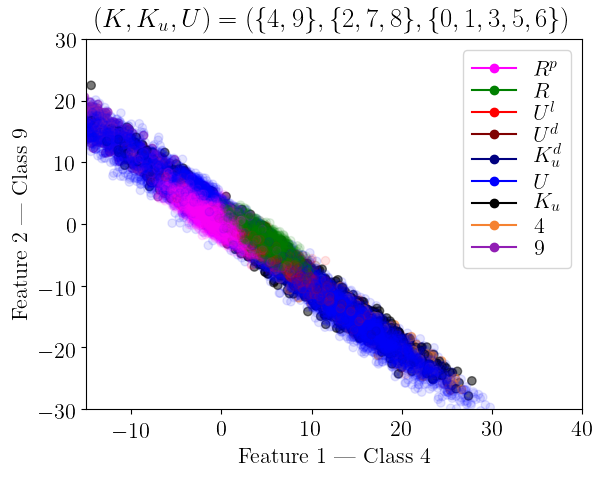 (K, K_u, U) = ({4, 9}, {2, 7, 8}, {0, 1, 3, 5, 6})
30
20
10
0
−10
−20
−30
Feature 2 — Class 9
R^p
R
U^l
U^d
K_u^d
U
K_u
4
9
−10 0 10 20 30 40
Feature 1 — Class 4